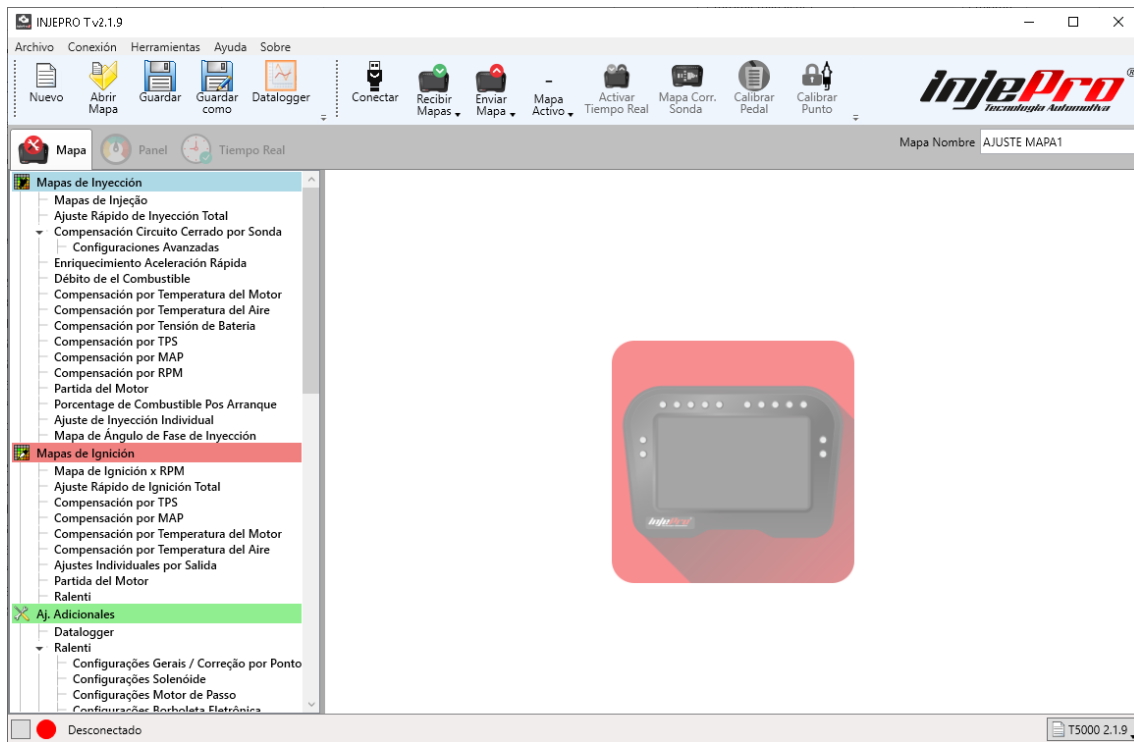 INJEPRO T v2.1.9
Archivo Conexión Herramientas Ayuda Sobre
Nuevo Abrir Mapa Guardar Guardar como Datalogger Conectar Recibir Mapas Enviar Mapa - Mapa Activo Activar Tiempo Real Mapa Corr. Sonda Calibrar Pedal Calibrar Punto
injePro ®
Tecnologia Automotiva
Mapa Panel Tiempo Real
Mapa Nombre AJUSTE MAPA1
Mapas de Inyección
Mapas de Injeção
Ajuste Rápido de Inyección Total
Compensación Circuito Cerrado por Sonda
Configuraciones Avanzadas
Enriquecimiento Aceleración Rápida
Débito de el Combustible
Compensación por Temperatura del Motor
Compensación por Temperatura del Aire
Compensación por Tensión de Bateria
Compensación por TPS
Compensación por MAP
Compensación por RPM
Partida del Motor
Porcentage de Combustible Pos Arranque
Ajuste de Inyección Individual
Mapa de Ángulo de Fase de Inyección
Mapas de Ignición
Mapa de Ignición x RPM
Ajuste Rápido de Ignición Total
Compensación por TPS
Compensación por MAP
Compensación por Temperatura del Motor
Compensación por Temperatura del Aire
Ajustes Individuales por Salida
Partida del Motor
Ralenti
Aj. Adicionales
Datalogger
Ralenti
Configurações Gerais / Correção por Ponto
Configurações Solenóide
Configurações Motor de Passo
Configurações Borboleta Eletrônica
injePro
Desconectado
T5000 2.1.9